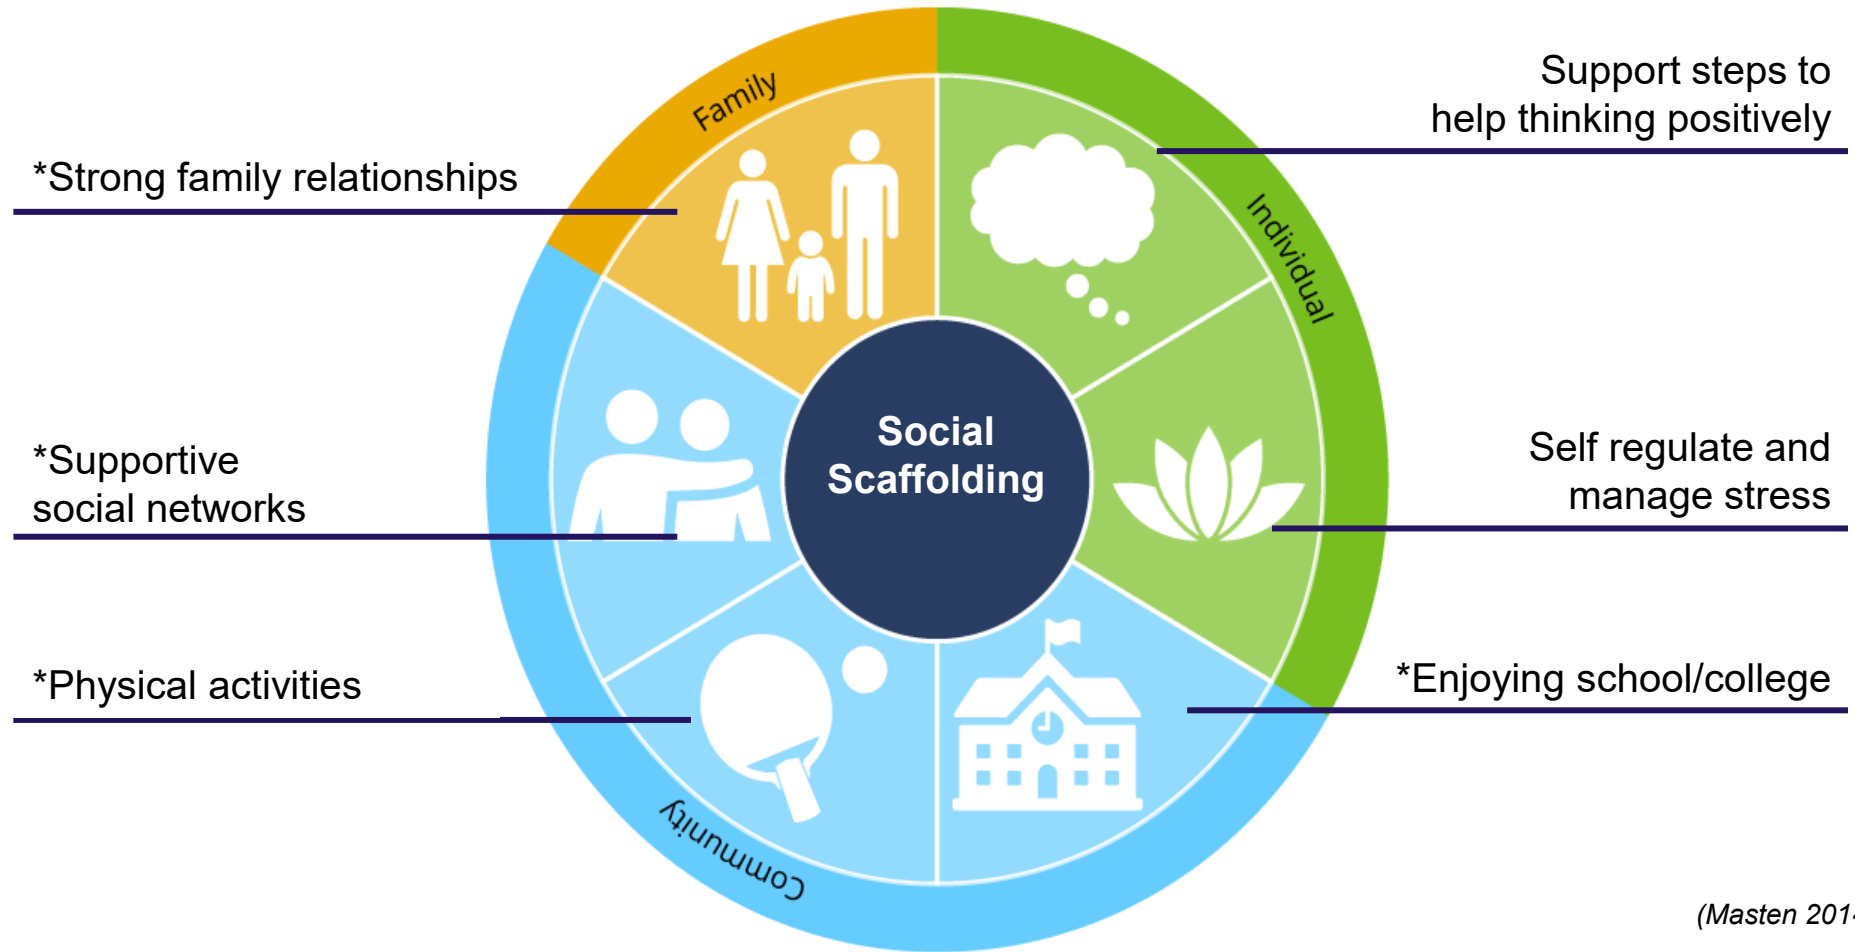 Family
Individual
Community
Social
Scaffolding
*Strong family relationships
*Supportive
social networks
*Physical activities
Support steps to
help thinking positively
Self regulate and
manage stress
*Enjoying school/college
(Masten 2014